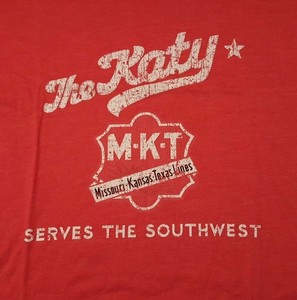 The Katy
M-K-T
Missouri-Kansas-Texas Lines
SERVES THE SOUTHWEST